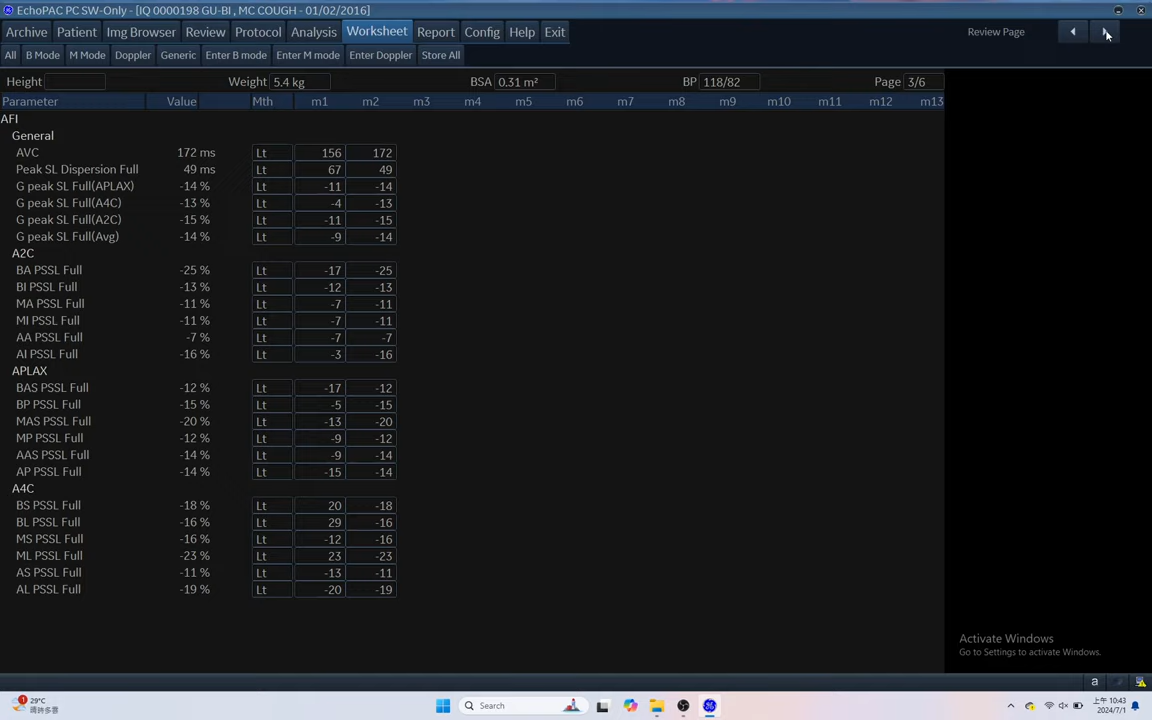 EchoPAC PC SW-Only - [IQ 0000198 GU-BI , MC COUGH - 01/02/2016]
Archive Patient Img Browser Review Protocol Analysis Worksheet Report Config Help Exit Review Page
All B Mode M Mode Doppler Generic Enter B mode Enter M mode Enter Doppler Store All
Height Weight 5.4 kg BSA 0.31 m² BP 118/82 Page 3/6
Parameter Value Mth m1 m2 m3 m4 m5 m6 m7 m8 m9 m10 m11 m12 m13
AFI
General
AVC 172 ms Lt 156 172
Peak SL Dispersion Full 49 ms Lt 67 49
G peak SL Full(APLAX) -14 % Lt -11 -14
G peak SL Full(A4C) -13 % Lt -4 -13
G peak SL Full(A2C) -15 % Lt -11 -15
G peak SL Full(Avg) -14 % Lt -9 -14
A2C
BA PSSL Full -25 % Lt -17 -25
BI PSSL Full -13 % Lt -12 -13
MA PSSL Full -11 % Lt -7 -11
MI PSSL Full -11 % Lt -7 -11
AA PSSL Full -7 % Lt -7 -7
AI PSSL Full -16 % Lt -3 -16
APLAX
BAS PSSL Full -12 % Lt -17 -12
BP PSSL Full -15 % Lt -5 -15
MAS PSSL Full -20 % Lt -13 -20
MP PSSL Full -12 % Lt -9 -12
AAS PSSL Full -14 % Lt -9 -14
AP PSSL Full -14 % Lt -15 -14
A4C
BS PSSL Full -18 % Lt 20 -18
BL PSSL Full -16 % Lt 29 -16
MS PSSL Full -16 % Lt -12 -16
ML PSSL Full -23 % Lt 23 -23
AS PSSL Full -11 % Lt -13 -11
AL PSSL Full -19 % Lt -20 -19
Activate Windows
Go to Settings to activate Windows.
a
1 29°C
調時多雲
Search
上午 10:43
2024/7/1